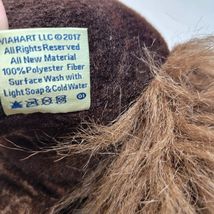 VIAHART LLC © 2017
All Rights Reserved
All New Material
100% Polyester Fiber
Surface Wash with
Light Soap & Cold Water
01